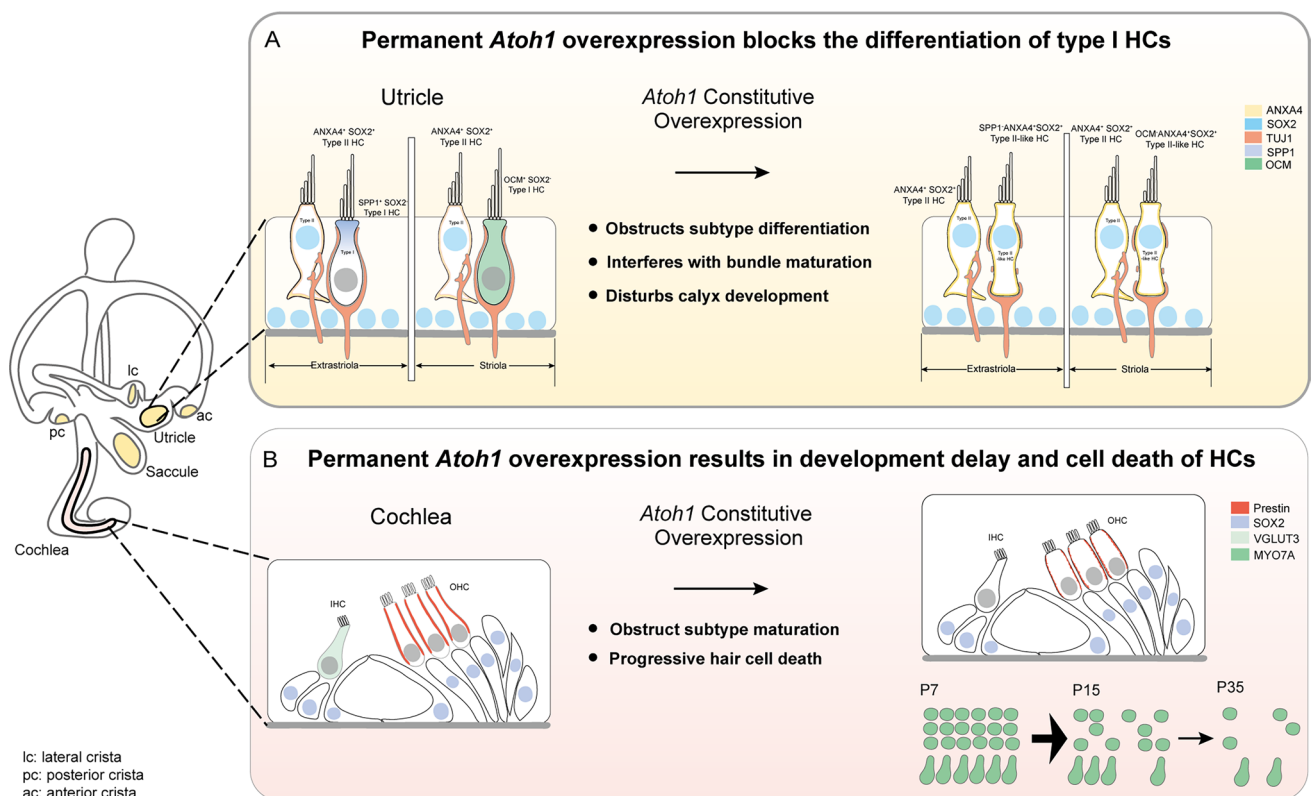 A
Permanent Atoh1 overexpression blocks the differentiation of type I HCs
Utricle
Atoh1 Constitutive
Overexpression
ANXA4⁺ SOX2⁺
Type II HC
ANXA4⁺ SOX2⁺
Type II HC
SPP1⁺ SOX2⁻
Type I HC
OCM⁺ SOX2⁻
Type I HC
Type II
Type I
Type II
Extrastriola
Striola
Obstructs subtype differentiation
Interferes with bundle maturation
Disturbs calyx development
SPP1⁻ANXA4⁺SOX2⁺
Type II-like HC
ANXA4⁺ SOX2⁺
Type II HC
OCM⁻ANXA4⁺SOX2⁺
Type II-like HC
ANXA4⁺ SOX2⁺
Type II HC
Type II
Type II
-like HC
Type II
Type II
-like HC
Extrastriola
Striola
ANXA4
SOX2
TUJ1
SPP1
OCM
lc
ac
pc
Utricle
Saccule
Cochlea
B
Permanent Atoh1 overexpression results in development delay and cell death of HCs
Cochlea
Atoh1 Constitutive
Overexpression
IHC
OHC
Obstruct subtype maturation
Progressive hair cell death
IHC
OHC
Prestin
SOX2
VGLUT3
MYO7A
P7
P15
P35
lc: lateral crista
pc: posterior crista
ac: anterior crista